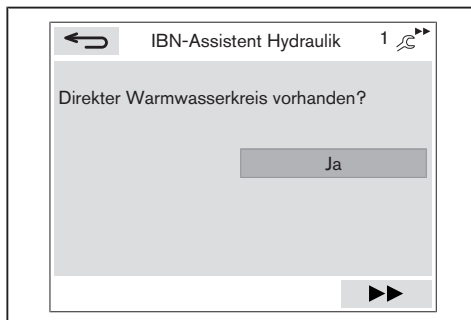 IBN-Assistent Hydraulik 1
Direkter Warmwasserkreis vorhanden?
Ja